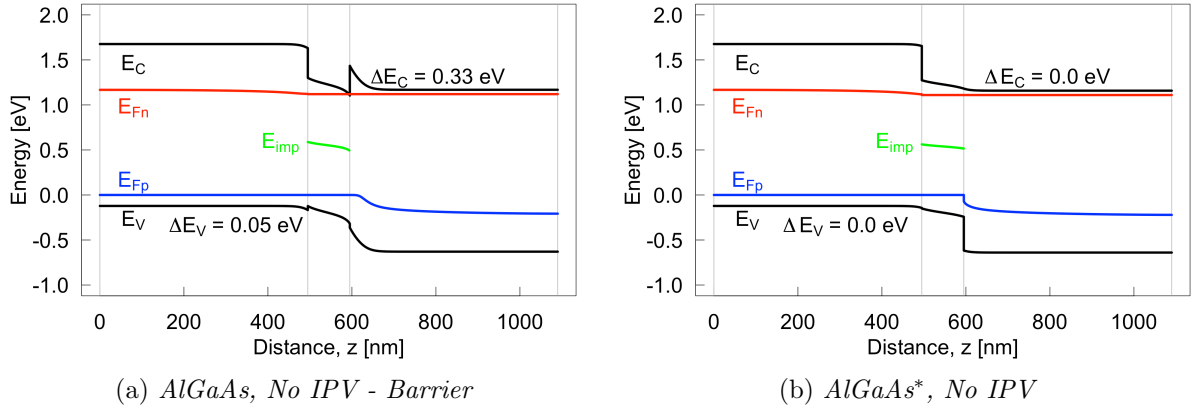 2.0
1.5
1.0
0.5
0.0
-0.5
-1.0
Energy [eV]
E_C
ΔE_C = 0.33 eV
E_Fn
E_imp
E_Fp
E_V
ΔE_V = 0.05 eV
0 200 400 600 800 1000
Distance, z [nm]
(a) AlGaAs, No IPV - Barrier
2.0
1.5
1.0
0.5
0.0
-0.5
-1.0
Energy [eV]
E_C
ΔE_C = 0.0 eV
E_Fn
E_imp
E_Fp
E_V
ΔE_V = 0.0 eV
0 200 400 600 800 1000
Distance, z [nm]
(b) AlGaAs*, No IPV